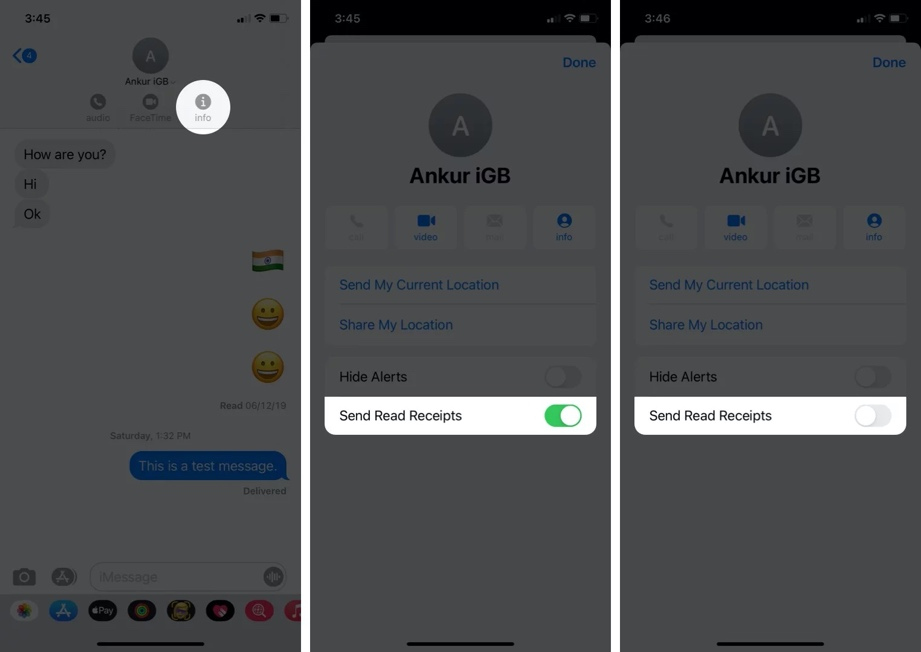 3:45
4
A
Ankur iGB
audio
FaceTime
info
How are you?
Hi
Ok
Read 06/12/19
Saturday, 1:32 PM
This is a test message.
Delivered
iMessage
Pay
3:45
Done
A
Ankur iGB
call
video
mail
info
Send My Current Location
Share My Location
Hide Alerts
Send Read Receipts
3:46
Done
A
Ankur iGB
call
video
mail
info
Send My Current Location
Share My Location
Hide Alerts
Send Read Receipts